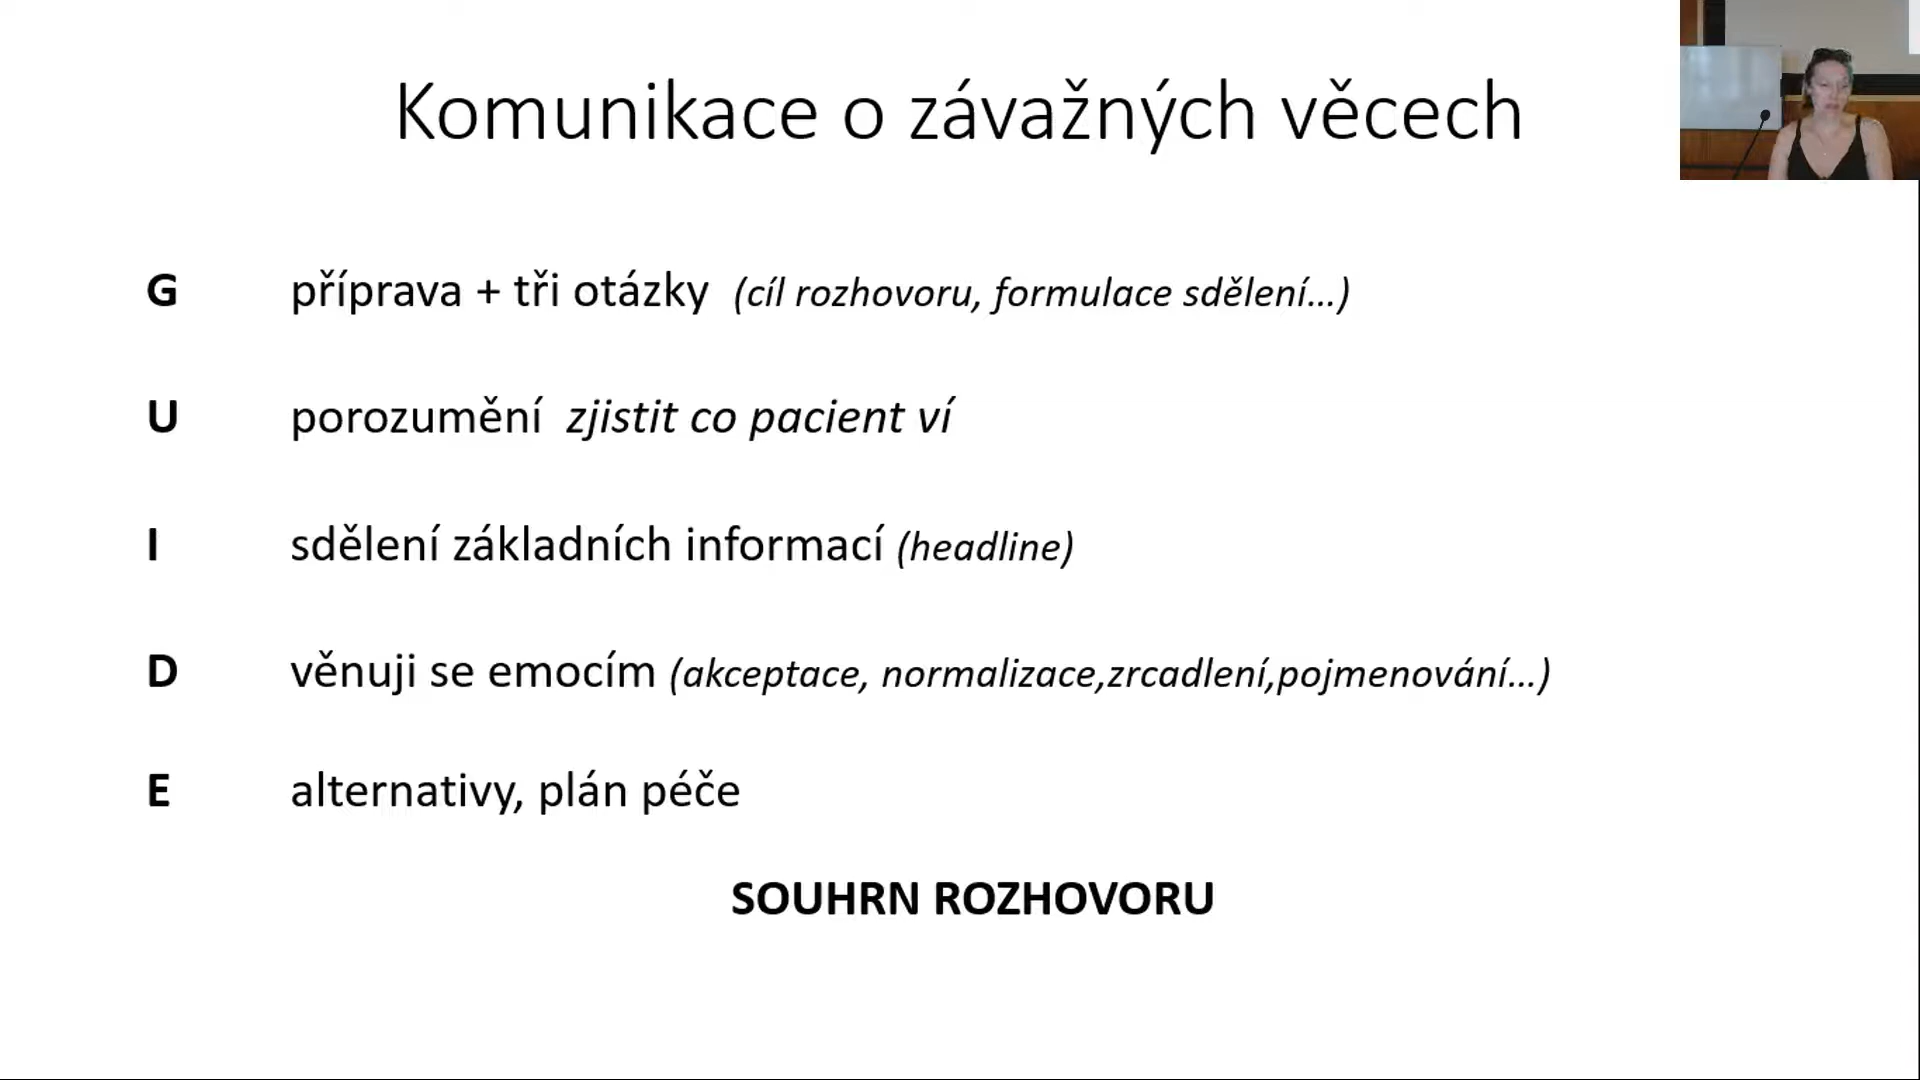 Komunikace o závažných věcech
G příprava + tři otázky (cíl rozhovoru, formulace sdělení...)
U porozumění zjistit co pacient ví
I sdělení základních informací (headline)
D věnuji se emocím (akceptace, normalizace,zrcadlení,pojmenování...)
E alternativy, plán péče
SOUHRN ROZHOVORU